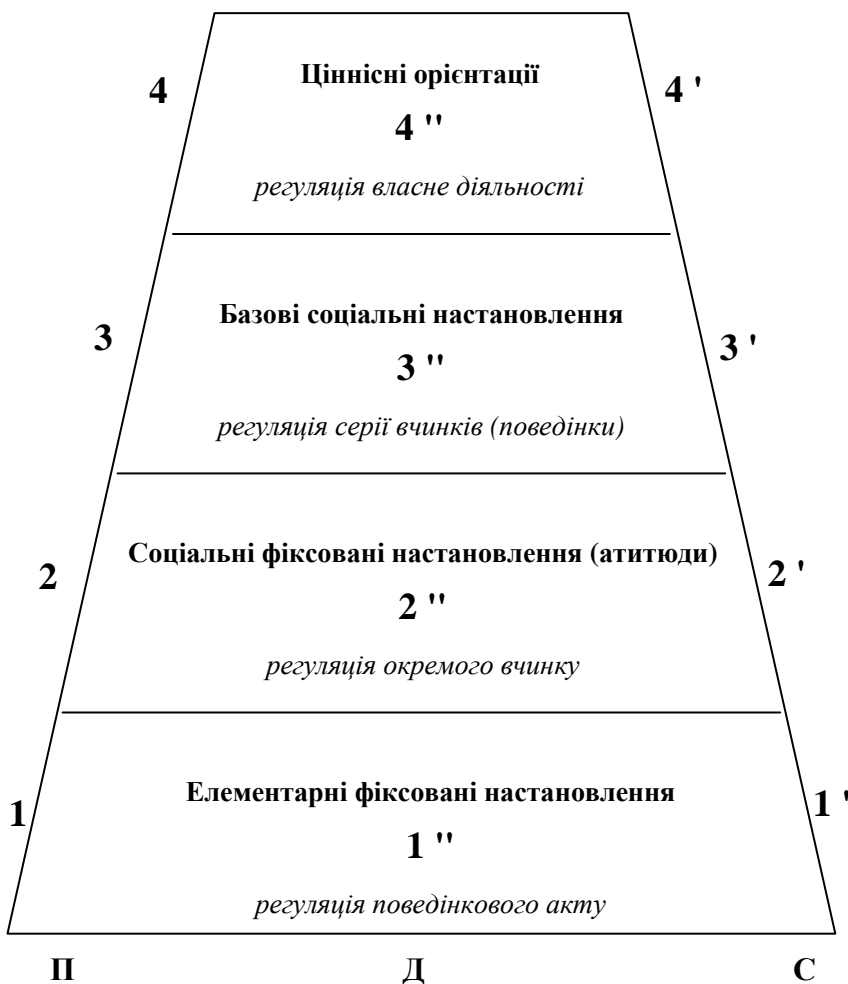 Ціннісні орієнтації
4 4 '
4 "
регуляція власне діяльності
Базові соціальні настановлення
3 3 '
3 "
регуляція серії вчинків (поведінки)
Соціальні фіксовані настановлення (атитюди)
2 2 '
2 "
регуляція окремого вчинку
Елементарні фіксовані настановлення
1 1 '
1 "
регуляція поведінкового акту
П Д С